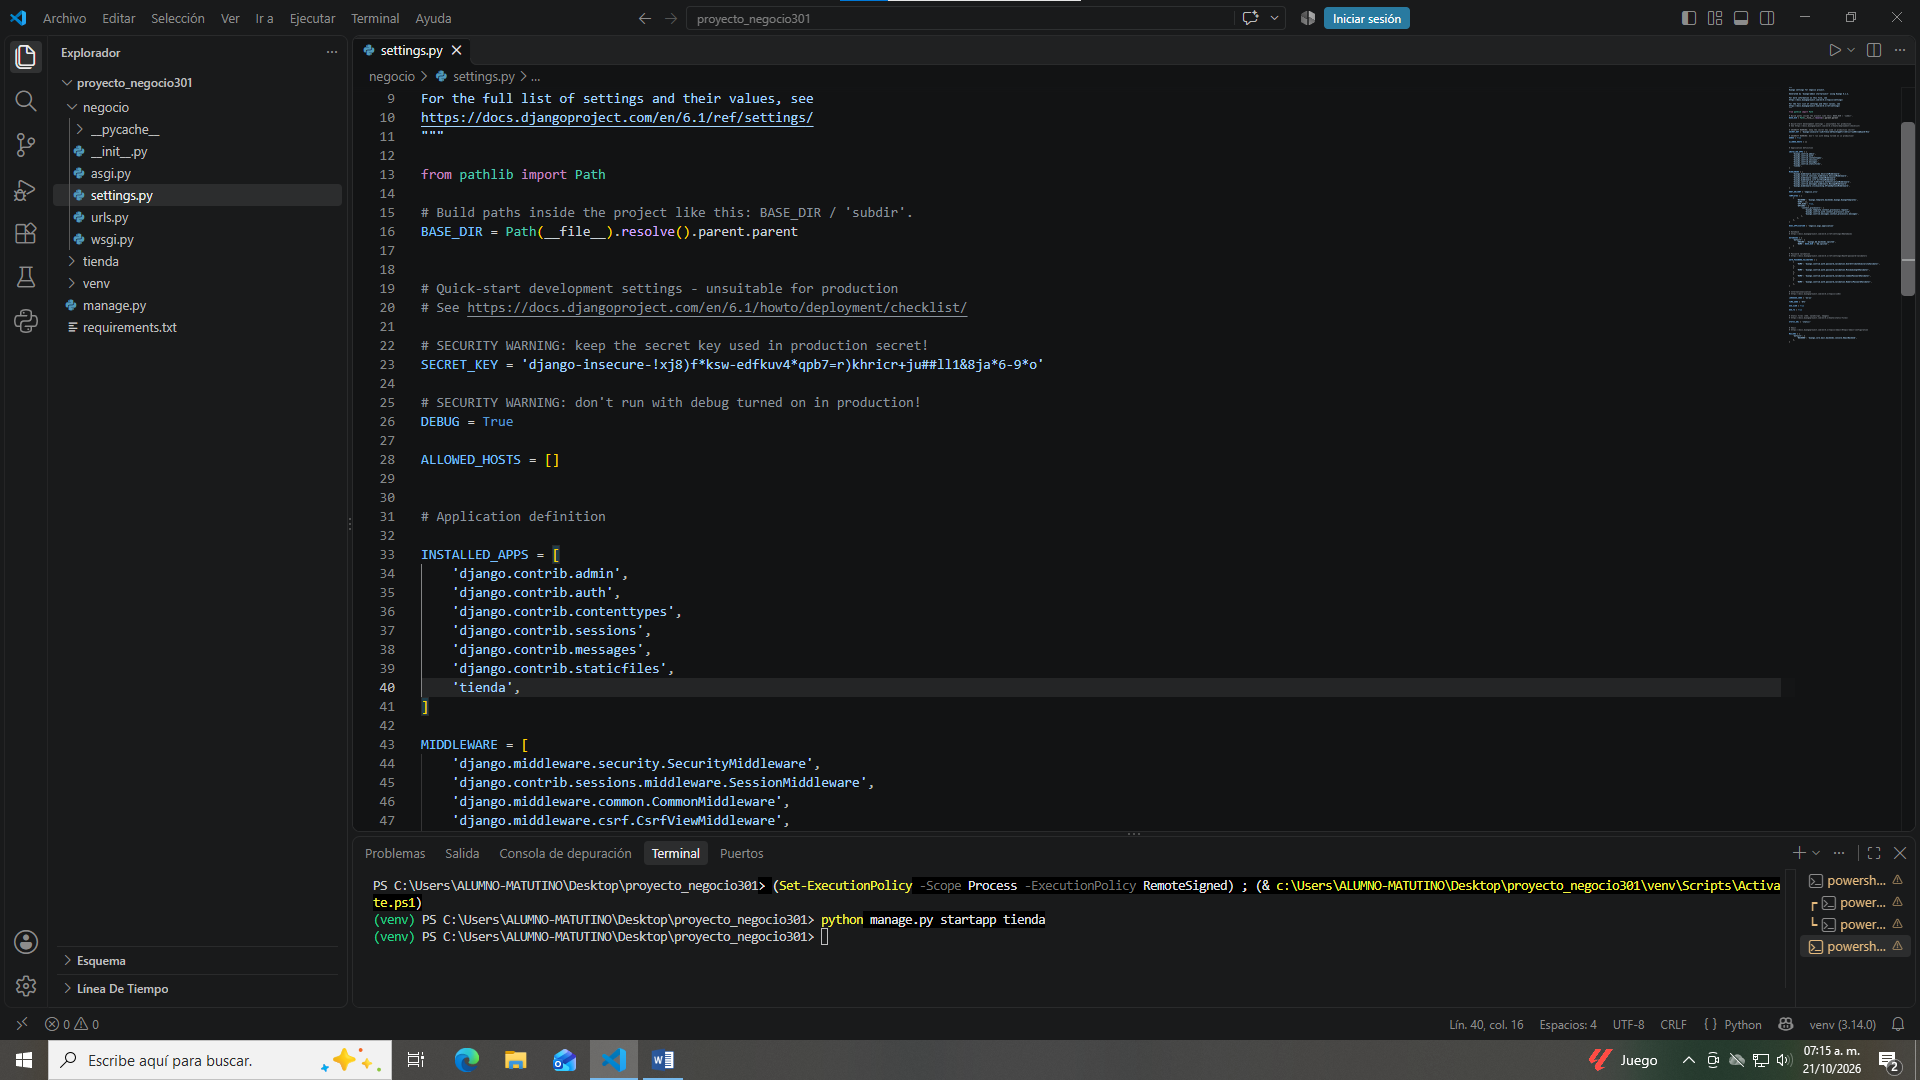 Archivo Editar Selección Ver Ir a Ejecutar Terminal Ayuda
proyecto_negocio301
Iniciar sesión
Explorador
settings.py
negocio > settings.py > ...
proyecto_negocio301
negocio
__pycache__
__init__.py
asgi.py
settings.py
urls.py
wsgi.py
tienda
venv
manage.py
requirements.txt
Esquema
Línea De Tiempo
9 For the full list of settings and their values, see
10 https://docs.djangoproject.com/en/6.1/ref/settings/
11 """
12
13 from pathlib import Path
14
15 # Build paths inside the project like this: BASE_DIR / 'subdir'.
16 BASE_DIR = Path(__file__).resolve().parent.parent
17
18
19 # Quick-start development settings - unsuitable for production
20 # See https://docs.djangoproject.com/en/6.1/howto/deployment/checklist/
21
22 # SECURITY WARNING: keep the secret key used in production secret!
23 SECRET_KEY = 'django-insecure-!xj8)f*ksw-edfkuv4*qpb7=r)khricr+ju##ll1&8ja*6-9*o'
24
25 # SECURITY WARNING: don't run with debug turned on in production!
26 DEBUG = True
27
28 ALLOWED_HOSTS = []
29
30
31 # Application definition
32
33 INSTALLED_APPS = [
34 'django.contrib.admin',
35 'django.contrib.auth',
36 'django.contrib.contenttypes',
37 'django.contrib.sessions',
38 'django.contrib.messages',
39 'django.contrib.staticfiles',
40 'tienda',
41 ]
42
43 MIDDLEWARE = [
44 'django.middleware.security.SecurityMiddleware',
45 'django.contrib.sessions.middleware.SessionMiddleware',
46 'django.middleware.common.CommonMiddleware',
47 'django.middleware.csrf.CsrfViewMiddleware',
Problemas Salida Consola de depuración Terminal Puertos
PS C:\Users\ALUMNO-MATUTINO\Desktop\proyecto_negocio301> (Set-ExecutionPolicy -Scope Process -ExecutionPolicy RemoteSigned) ; (& c:\Users\ALUMNO-MATUTINO\Desktop\proyecto_negocio301\venv\Scripts\Activa
te.ps1)
(venv) PS C:\Users\ALUMNO-MATUTINO\Desktop\proyecto_negocio301> python manage.py startapp tienda
(venv) PS C:\Users\ALUMNO-MATUTINO\Desktop\proyecto_negocio301>
powersh...
power...
power...
powersh...
0 0
Lín. 40, col. 16 Espacios: 4 UTF-8 CRLF { } Python venv (3.14.0)
Escribe aquí para buscar.
Juego
07:15 a. m.
21/10/2026
2